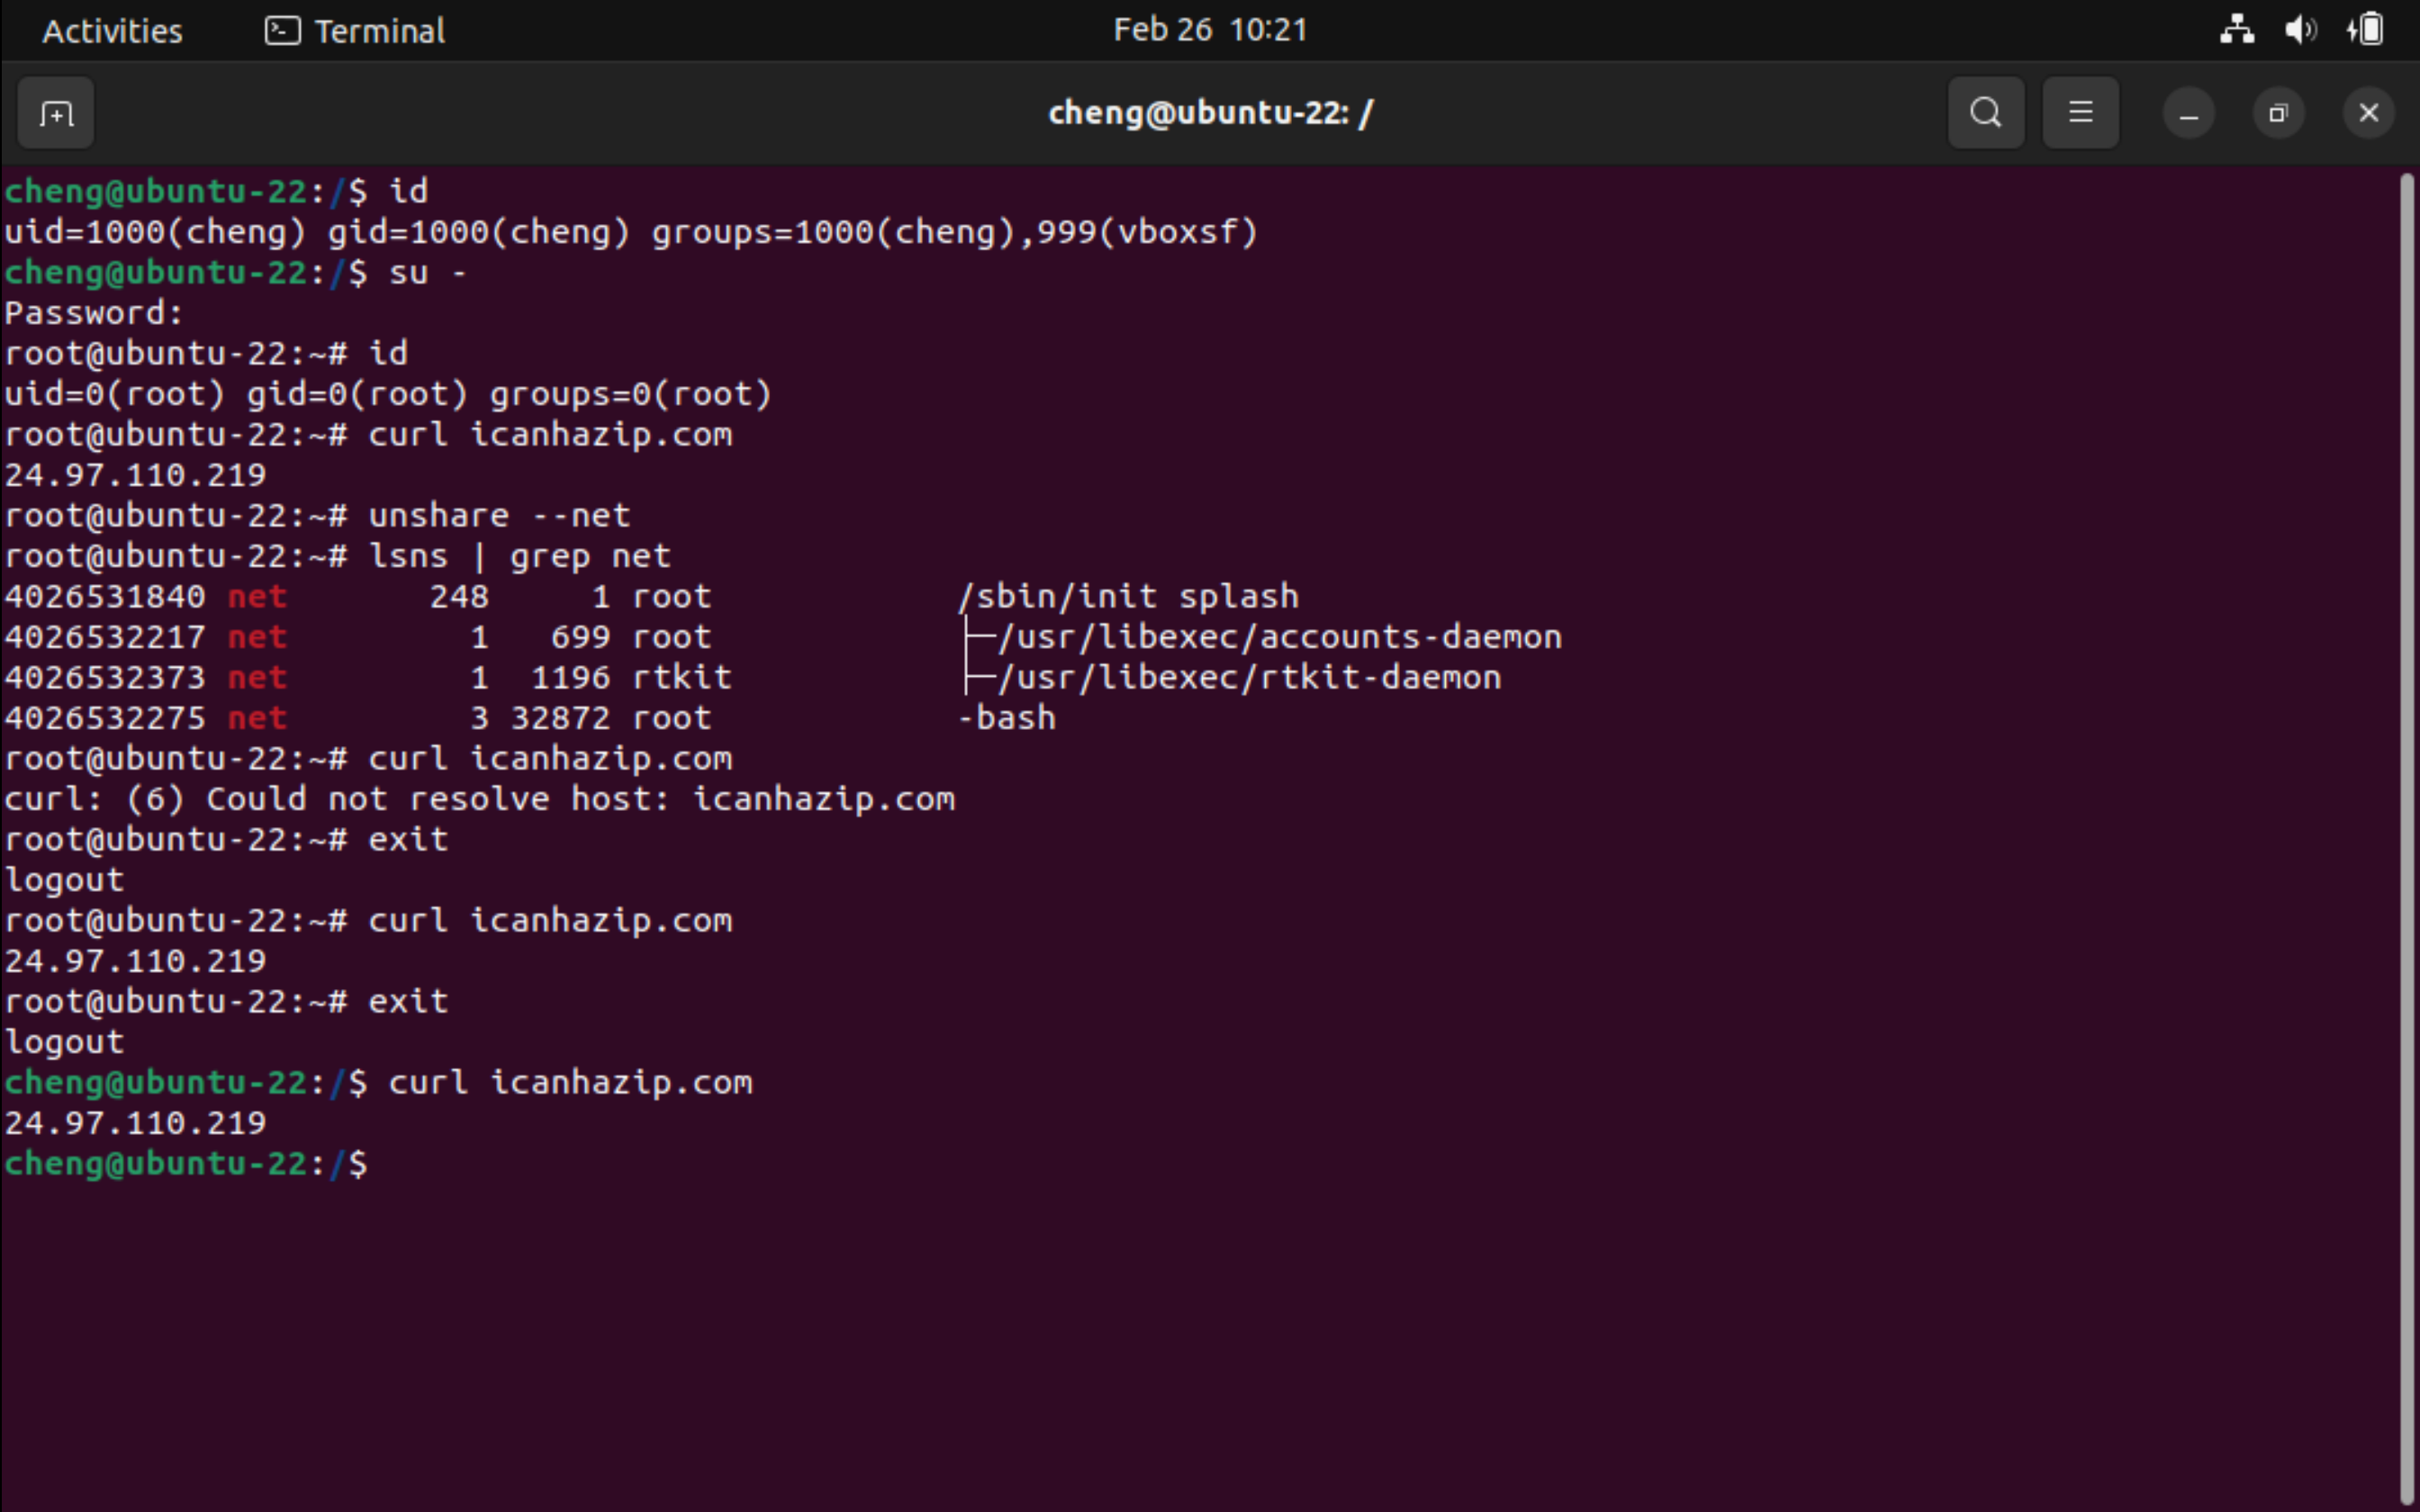 Activities Terminal Feb 26 10:21
cheng@ubuntu-22: /
cheng@ubuntu-22:/$ id
uid=1000(cheng) gid=1000(cheng) groups=1000(cheng),999(vboxsf)
cheng@ubuntu-22:/$ su -
Password:
root@ubuntu-22:~# id
uid=0(root) gid=0(root) groups=0(root)
root@ubuntu-22:~# curl icanhazip.com
24.97.110.219
root@ubuntu-22:~# unshare --net
root@ubuntu-22:~# lsns | grep net
4026531840 net       248     1 root            /sbin/init splash
4026532217 net         1   699 root            ├─/usr/libexec/accounts-daemon
4026532373 net         1  1196 rtkit           ├─/usr/libexec/rtkit-daemon
4026532275 net         3 32872 root            -bash
root@ubuntu-22:~# curl icanhazip.com
curl: (6) Could not resolve host: icanhazip.com
root@ubuntu-22:~# exit
logout
root@ubuntu-22:~# curl icanhazip.com
24.97.110.219
root@ubuntu-22:~# exit
logout
cheng@ubuntu-22:/$ curl icanhazip.com
24.97.110.219
cheng@ubuntu-22:/$